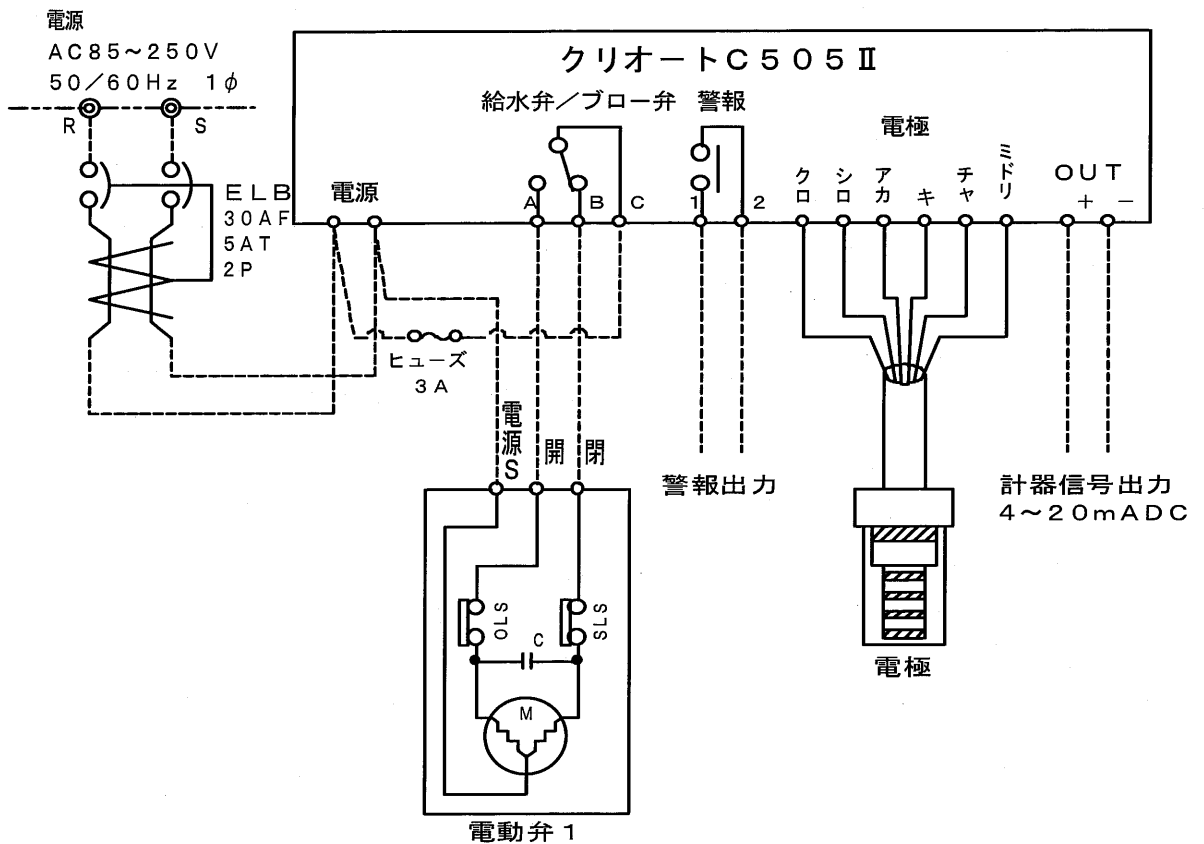 電源
AC85~250V
50/60Hz 1φ
R
S
ELB
30AF
5AT
2P
クリオートC505Ⅱ
給水弁/ブロー弁 警報
電源
A
B
C
1
2
電極
クロ
シロ
アカ
キ
チャ
ミドリ
OUT
+ −
ヒューズ
3A
電源S
開
閉
警報出力
計器信号出力
4~20mADC
OLS
C
SLS
M
電動弁1
電極